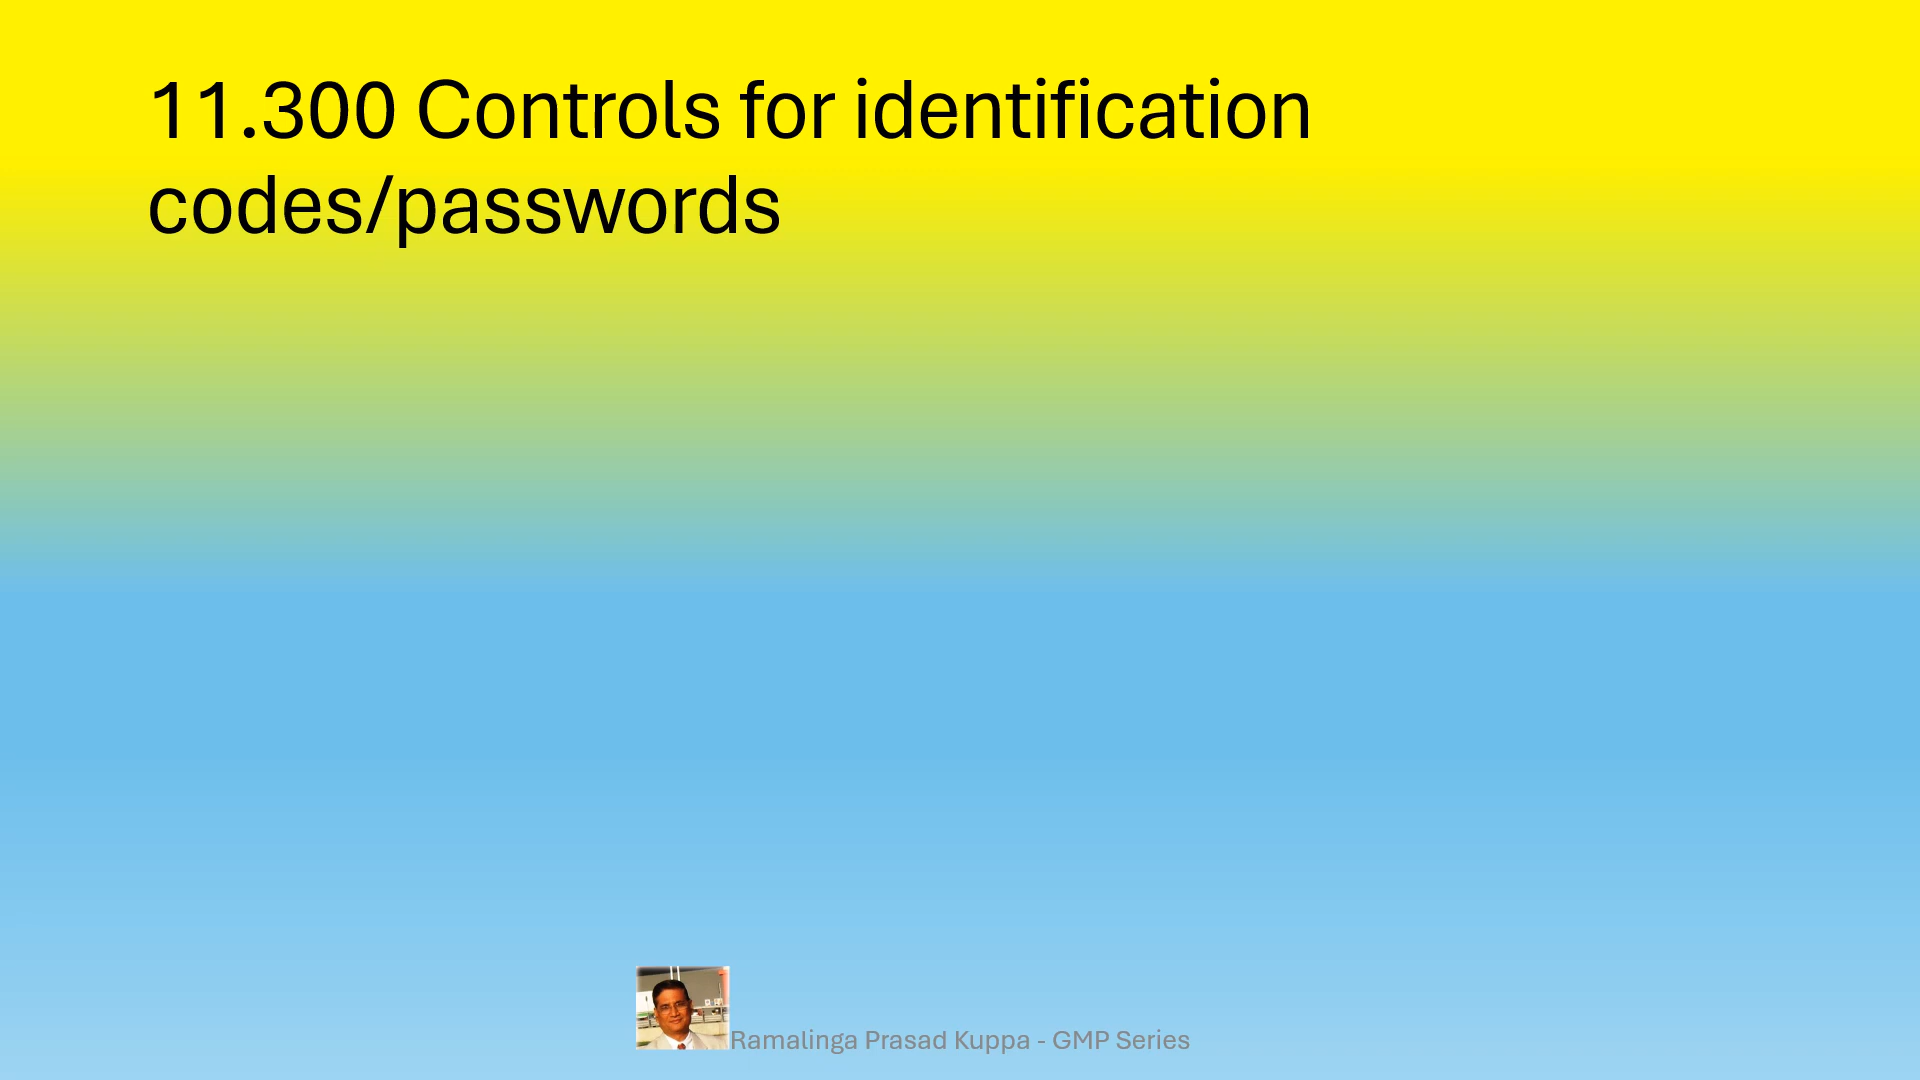 11.300 Controls for identification
codes/passwords
Ramalinga Prasad Kuppa - GMP Series